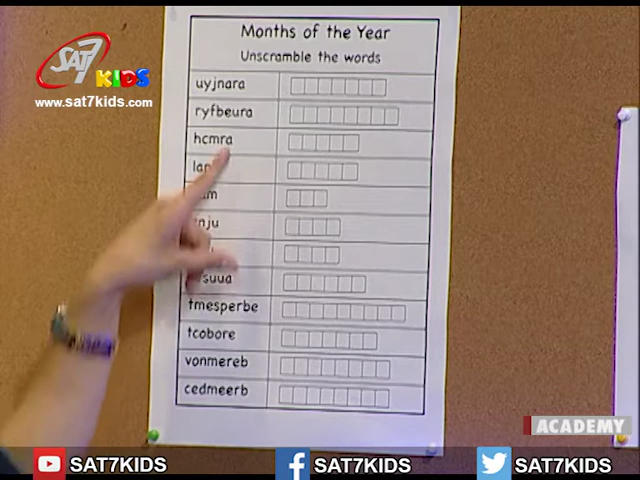 SAT7
KIDS
www.sat7kids.com
Months of the Year
Unscramble the words
uyjnara
ryfbeura
hcmra
tmesperbe
tcobore
vonmereb
cedmeerb
ACADEMY
SAT7KIDS
SAT7KIDS
SAT7KIDS